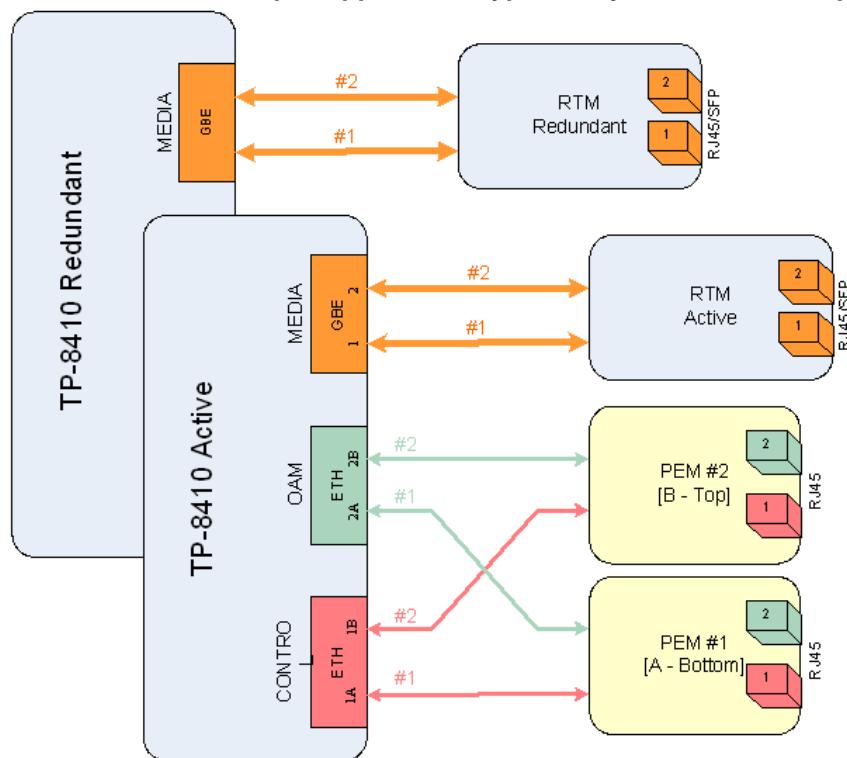 TP-8410 Redundant
MEDIA
GBE
#2
#1
RTM
Redundant
2
1
RJ45/SFP
TP-8410 Active
MEDIA
GBE
2
1
#2
#1
RTM
Active
2
1
RJ45/SFP
OAM
ETH
2B
2A
#2
#1
PEM #2
[B - Top]
2
1
RJ45
CONTRO
L
ETH
1B
1A
#2
#1
PEM #1
[A - Bottom]
2
1
RJ45